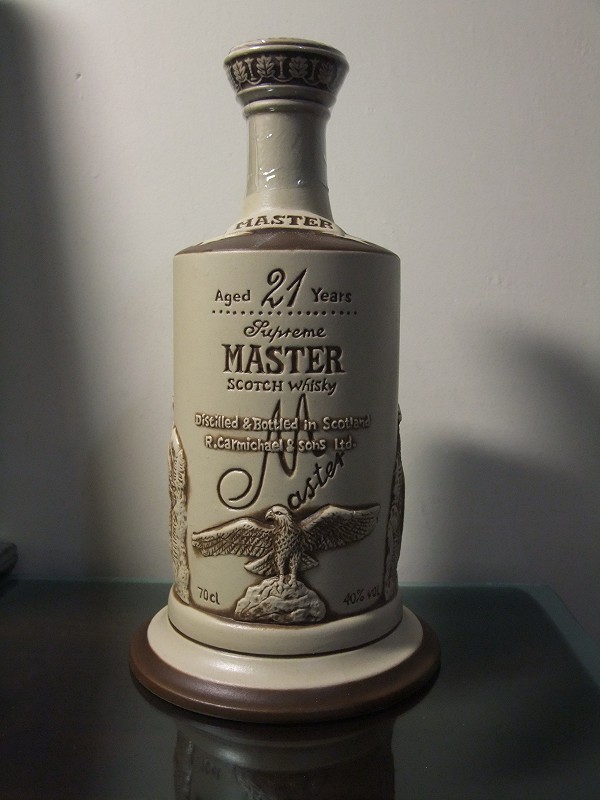 MASTER
Aged 21 Years
Supreme
MASTER
SCOTCH Whisky
Distilled & Bottled in Scotland
R. Carmichael & Sons Ltd.
Master
70cl 40% vol